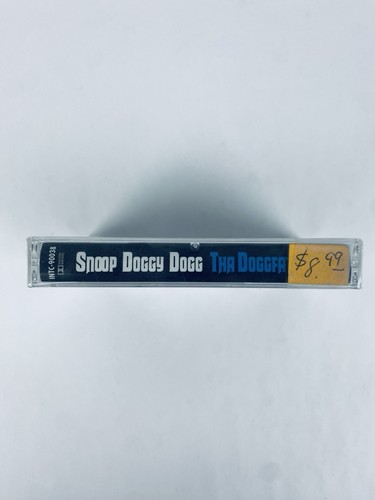 INTC-90038
SNOOP DOGGY DOGG THA DOGGFA
$8.99